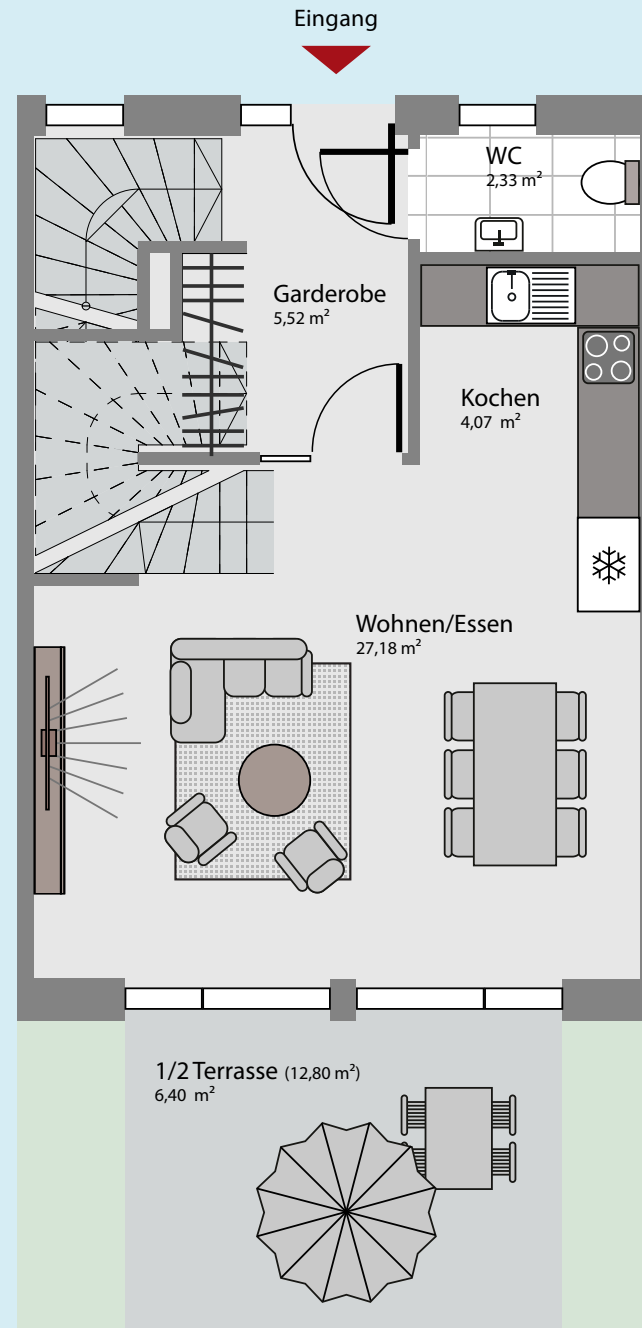 Eingang
WC
2,33 m²
Garderobe
5,52 m²
Kochen
4,07 m²
Wohnen/Essen
27,18 m²
1/2 Terrasse (12,80 m²)
6,40 m²